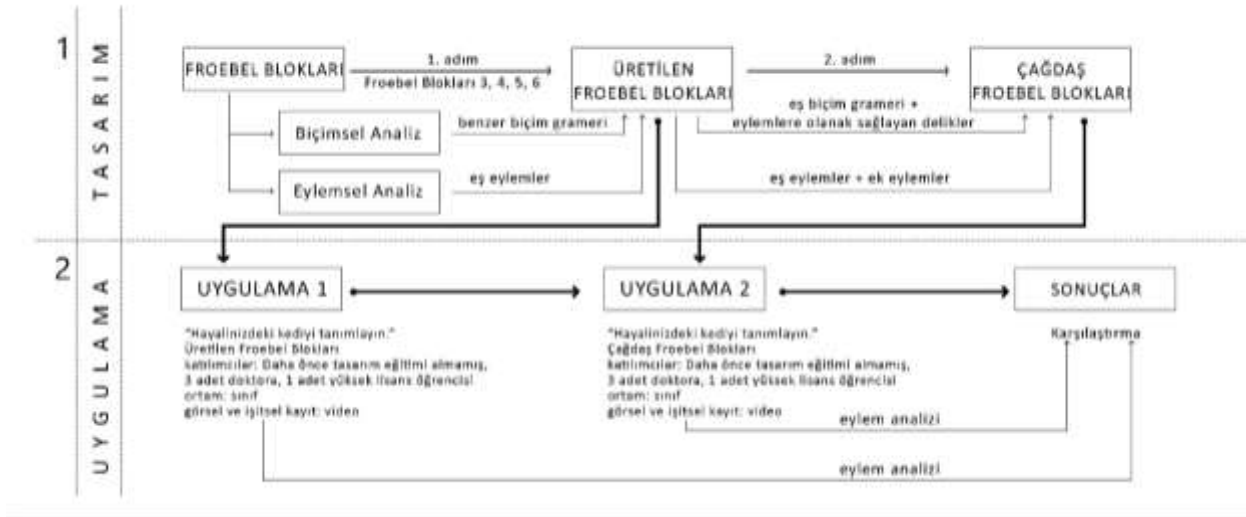 1
TASARIM
FROEBEL BLOKLARI
1. adım
Froebel Blokları 3, 4, 5, 6
ÜRETİLEN
FROEBEL BLOKLARI
2. adım
ÇAĞDAŞ
FROEBEL BLOKLARI
eş biçim grameri +
eylemlere olanak sağlayan delikler
Biçimsel Analiz
benzer biçim grameri
Eylemsel Analiz
eş eylemler
eş eylemler + ek eylemler
2
UYGULAMA
UYGULAMA 1
UYGULAMA 2
SONUÇLAR
"Hayalinizdeki kediyi tanımlayın."
Üretilen Froebel Blokları
katılımcılar: Daha önce tasarım eğitimi almamış,
3 adet doktora, 1 adet yüksek lisans öğrencisi
ortam: sınıf
görsel ve işitsel kayıt: video
"Hayalinizdeki kediyi tanımlayın."
Çağdaş Froebel Blokları
katılımcılar: Daha önce tasarım eğitimi almamış,
3 adet doktora, 1 adet yüksek lisans öğrencisi
ortam: sınıf
görsel ve işitsel kayıt: video
Karşılaştırma
eylem analizi
eylem analizi